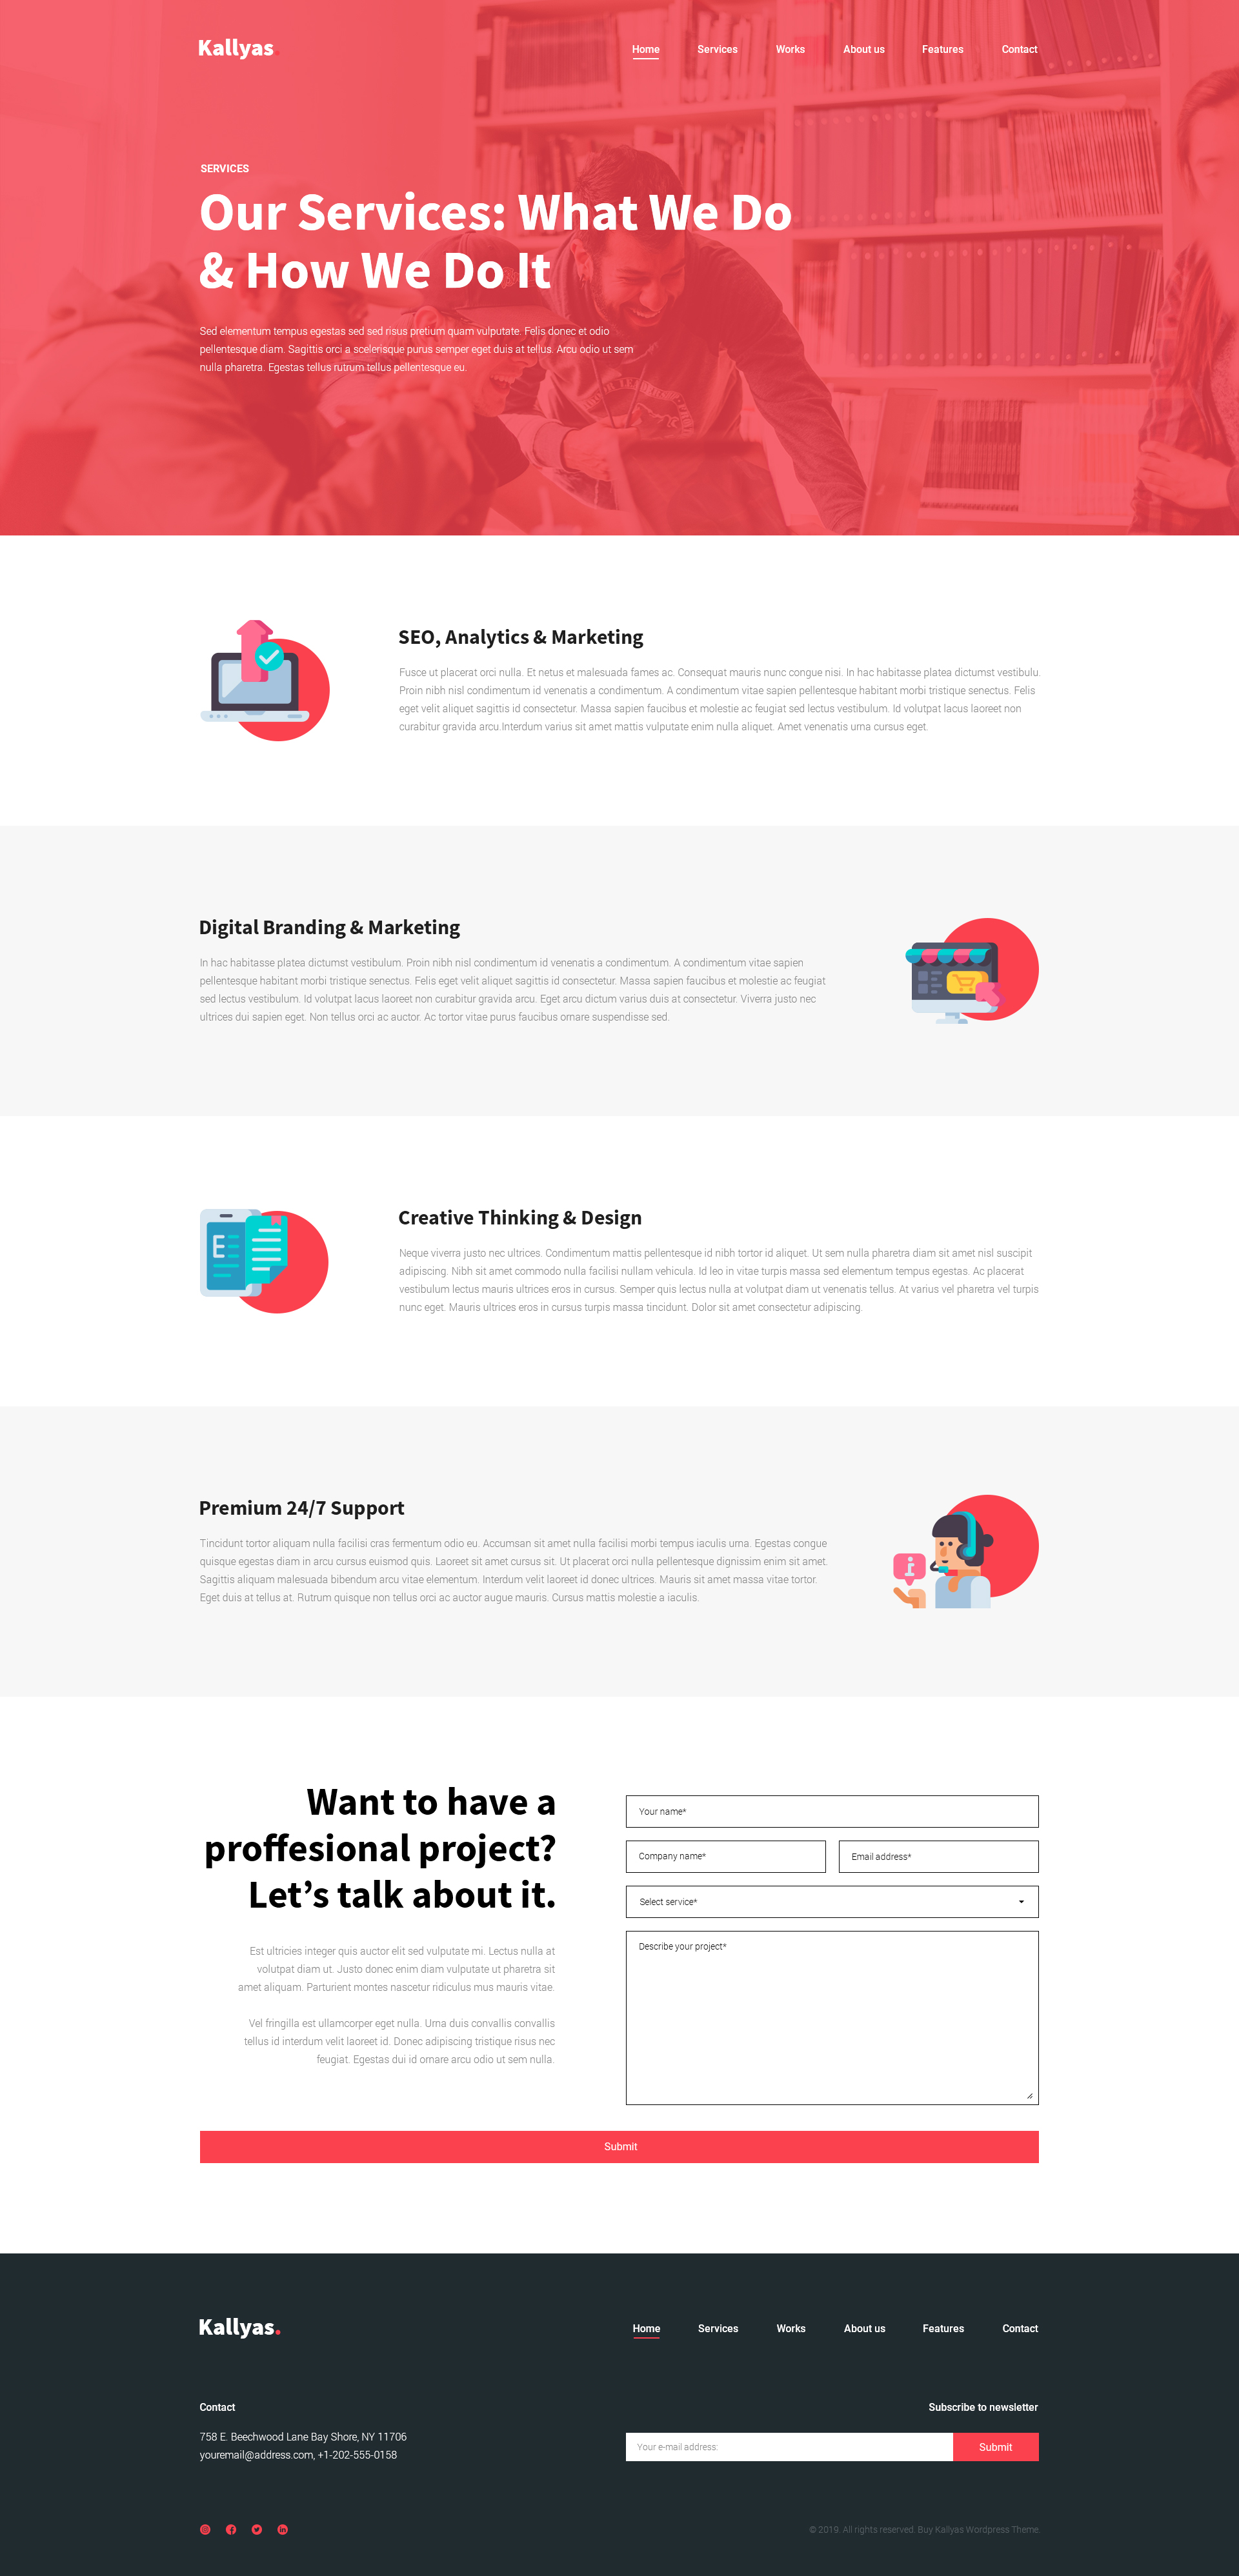 Kallyas.
Home Services Works About us Features Contact
SERVICES
Our Services: What We Do
& How We Do It
Sed elementum tempus egestas sed sed risus pretium quam vulputate. Felis donec et odio
pellentesque diam. Sagittis orci a scelerisque purus semper eget duis at tellus. Arcu odio ut sem
nulla pharetra. Egestas tellus rutrum tellus pellentesque eu.
SEO, Analytics & Marketing
Fusce ut placerat orci nulla. Et netus et malesuada fames ac. Consequat mauris nunc congue nisi. In hac habitasse platea dictumst vestibulu.
Proin nibh nisl condimentum id venenatis a condimentum. A condimentum vitae sapien pellentesque habitant morbi tristique senectus. Felis
eget velit aliquet sagittis id consectetur. Massa sapien faucibus et molestie ac feugiat sed lectus vestibulum. Id volutpat lacus laoreet non
curabitur gravida arcu.Interdum varius sit amet mattis vulputate enim nulla aliquet. Amet venenatis urna cursus eget.
Digital Branding & Marketing
In hac habitasse platea dictumst vestibulum. Proin nibh nisl condimentum id venenatis a condimentum. A condimentum vitae sapien
pellentesque habitant morbi tristique senectus. Felis eget velit aliquet sagittis id consectetur. Massa sapien faucibus et molestie ac feugiat
sed lectus vestibulum. Id volutpat lacus laoreet non curabitur gravida arcu. Eget arcu dictum varius duis at consectetur. Viverra justo nec
ultrices dui sapien eget. Non tellus orci ac auctor. Ac tortor vitae purus faucibus ornare suspendisse sed.
Creative Thinking & Design
Neque viverra justo nec ultrices. Condimentum mattis pellentesque id nibh tortor id aliquet. Ut sem nulla pharetra diam sit amet nisl suscipit
adipiscing. Nibh sit amet commodo nulla facilisi nullam vehicula. Id leo in vitae turpis massa sed elementum tempus egestas. Ac placerat
vestibulum lectus mauris ultrices eros in cursus. Semper quis lectus nulla at volutpat diam ut venenatis tellus. At varius vel pharetra vel turpis
nunc eget. Mauris ultrices eros in cursus turpis massa tincidunt. Dolor sit amet consectetur adipiscing.
Premium 24/7 Support
Tincidunt tortor aliquam nulla facilisi cras fermentum odio eu. Accumsan sit amet nulla facilisi morbi tempus iaculis urna. Egestas congue
quisque egestas diam in arcu cursus euismod quis. Laoreet sit amet cursus sit. Ut placerat orci nulla pellentesque dignissim enim sit amet.
Sagittis aliquam malesuada bibendum arcu vitae elementum. Interdum velit laoreet id donec ultrices. Mauris sit amet massa vitae tortor.
Eget duis at tellus at. Rutrum quisque non tellus orci ac auctor augue mauris. Cursus mattis molestie a iaculis.
Want to have a
proffesional project?
Let’s talk about it.
Est ultricies integer quis auctor elit sed vulputate mi. Lectus nulla at
volutpat diam ut. Justo donec enim diam vulputate ut pharetra sit
amet aliquam. Parturient montes nascetur ridiculus mus mauris vitae.
Vel fringilla est ullamcorper eget nulla. Urna duis convallis convallis
tellus id interdum velit laoreet id. Donec adipiscing tristique risus nec
feugiat. Egestas dui id ornare arcu odio ut sem nulla.
Your name*
Company name* Email address*
Select service*
Describe your project*
Submit
Kallyas.
Home Services Works About us Features Contact
Contact
758 E. Beechwood Lane Bay Shore, NY 11706
youremail@address.com, +1-202-555-0158
Subscribe to newsletter
Your e-mail address: Submit
© 2019. All rights reserved. Buy Kallyas Wordpress Theme.